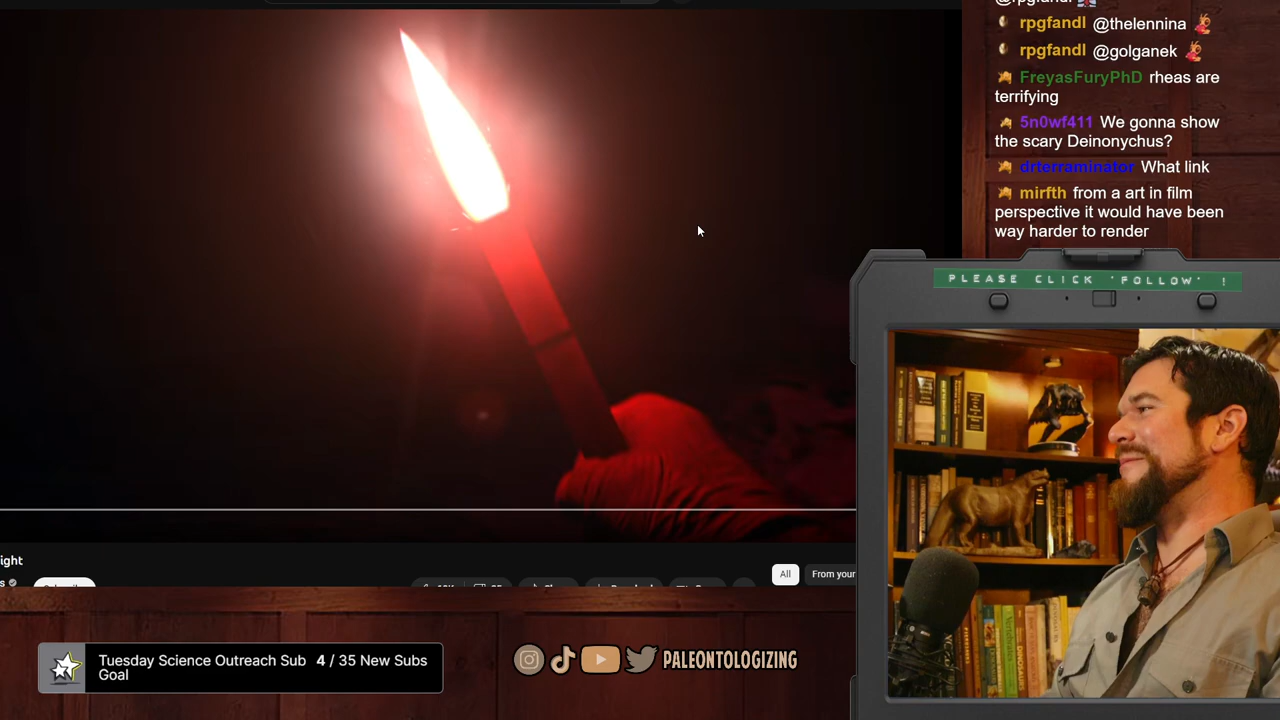 rpgfandl @thelennina
rpgfandl @golganek
FreyasFuryPhD rheas are
terrifying
5n0wf411 We gonna show
the scary Deinonychus?
drterraminator What link
mirfth from a art in film
perspective it would have been
way harder to render
PLEASE CLICK "FOLLOW" !
ight
All
From your
Tuesday Science Outreach Sub 4 / 35 New Subs
Goal
PALEONTOLOGIZING